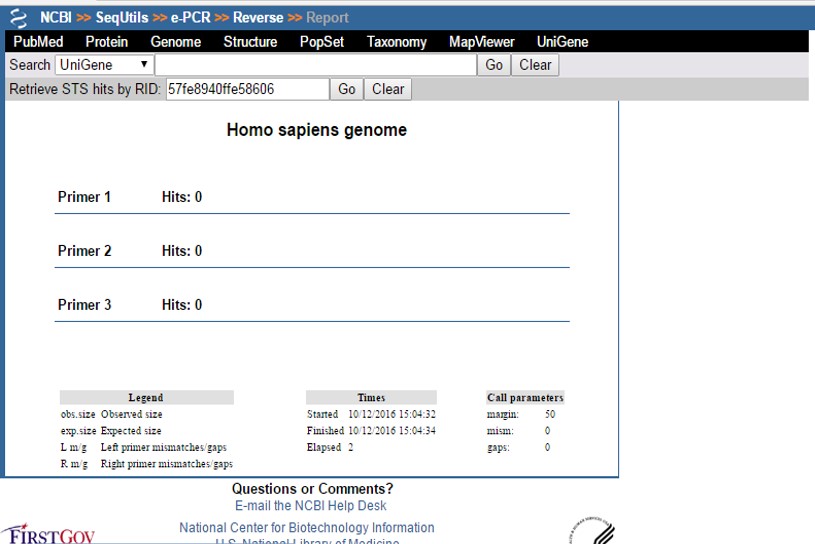 NCBI >> SeqUtils >> e-PCR >> Reverse >> Report
PubMed Protein Genome Structure PopSet Taxonomy MapViewer UniGene
Search UniGene Go Clear
Retrieve STS hits by RID: 57fe8940ffe58606 Go Clear
Homo sapiens genome
Primer 1 Hits: 0
Primer 2 Hits: 0
Primer 3 Hits: 0
Legend Times Call parameters
obs.size Observed size Started 10/12/2016 15:04:32 margin: 50
exp.size Expected size Finished 10/12/2016 15:04:34 mism: 0
L m/g Left primer mismatches/gaps Elapsed 2 gaps: 0
R m/g Right primer mismatches/gaps
Questions or Comments?
E-mail the NCBI Help Desk
National Center for Biotechnology Information
FIRSTGOV
U.S. National Library of Medicine